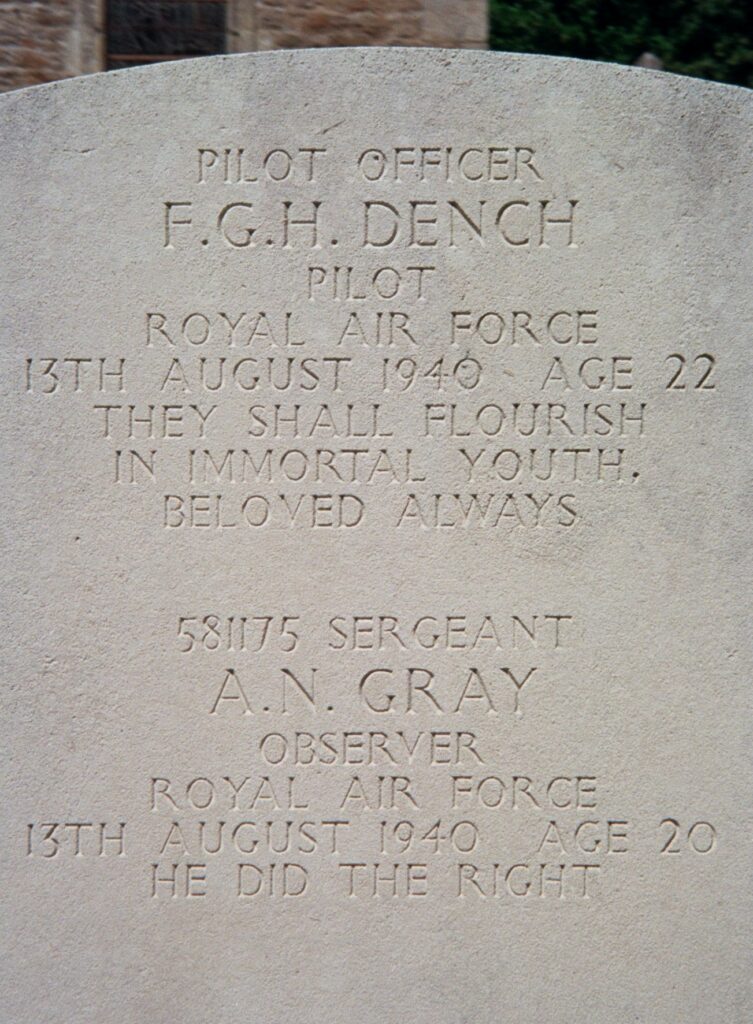 PILOT OFFICER
F.G.H. DENCH
PILOT
ROYAL AIR FORCE
13TH AUGUST 1940 AGE 22
THEY SHALL FLOURISH
IN IMMORTAL YOUTH.
BELOVED ALWAYS
581175 SERGEANT
A.N. GRAY
OBSERVER
ROYAL AIR FORCE
13TH AUGUST 1940 AGE 20
HE DID THE RIGHT